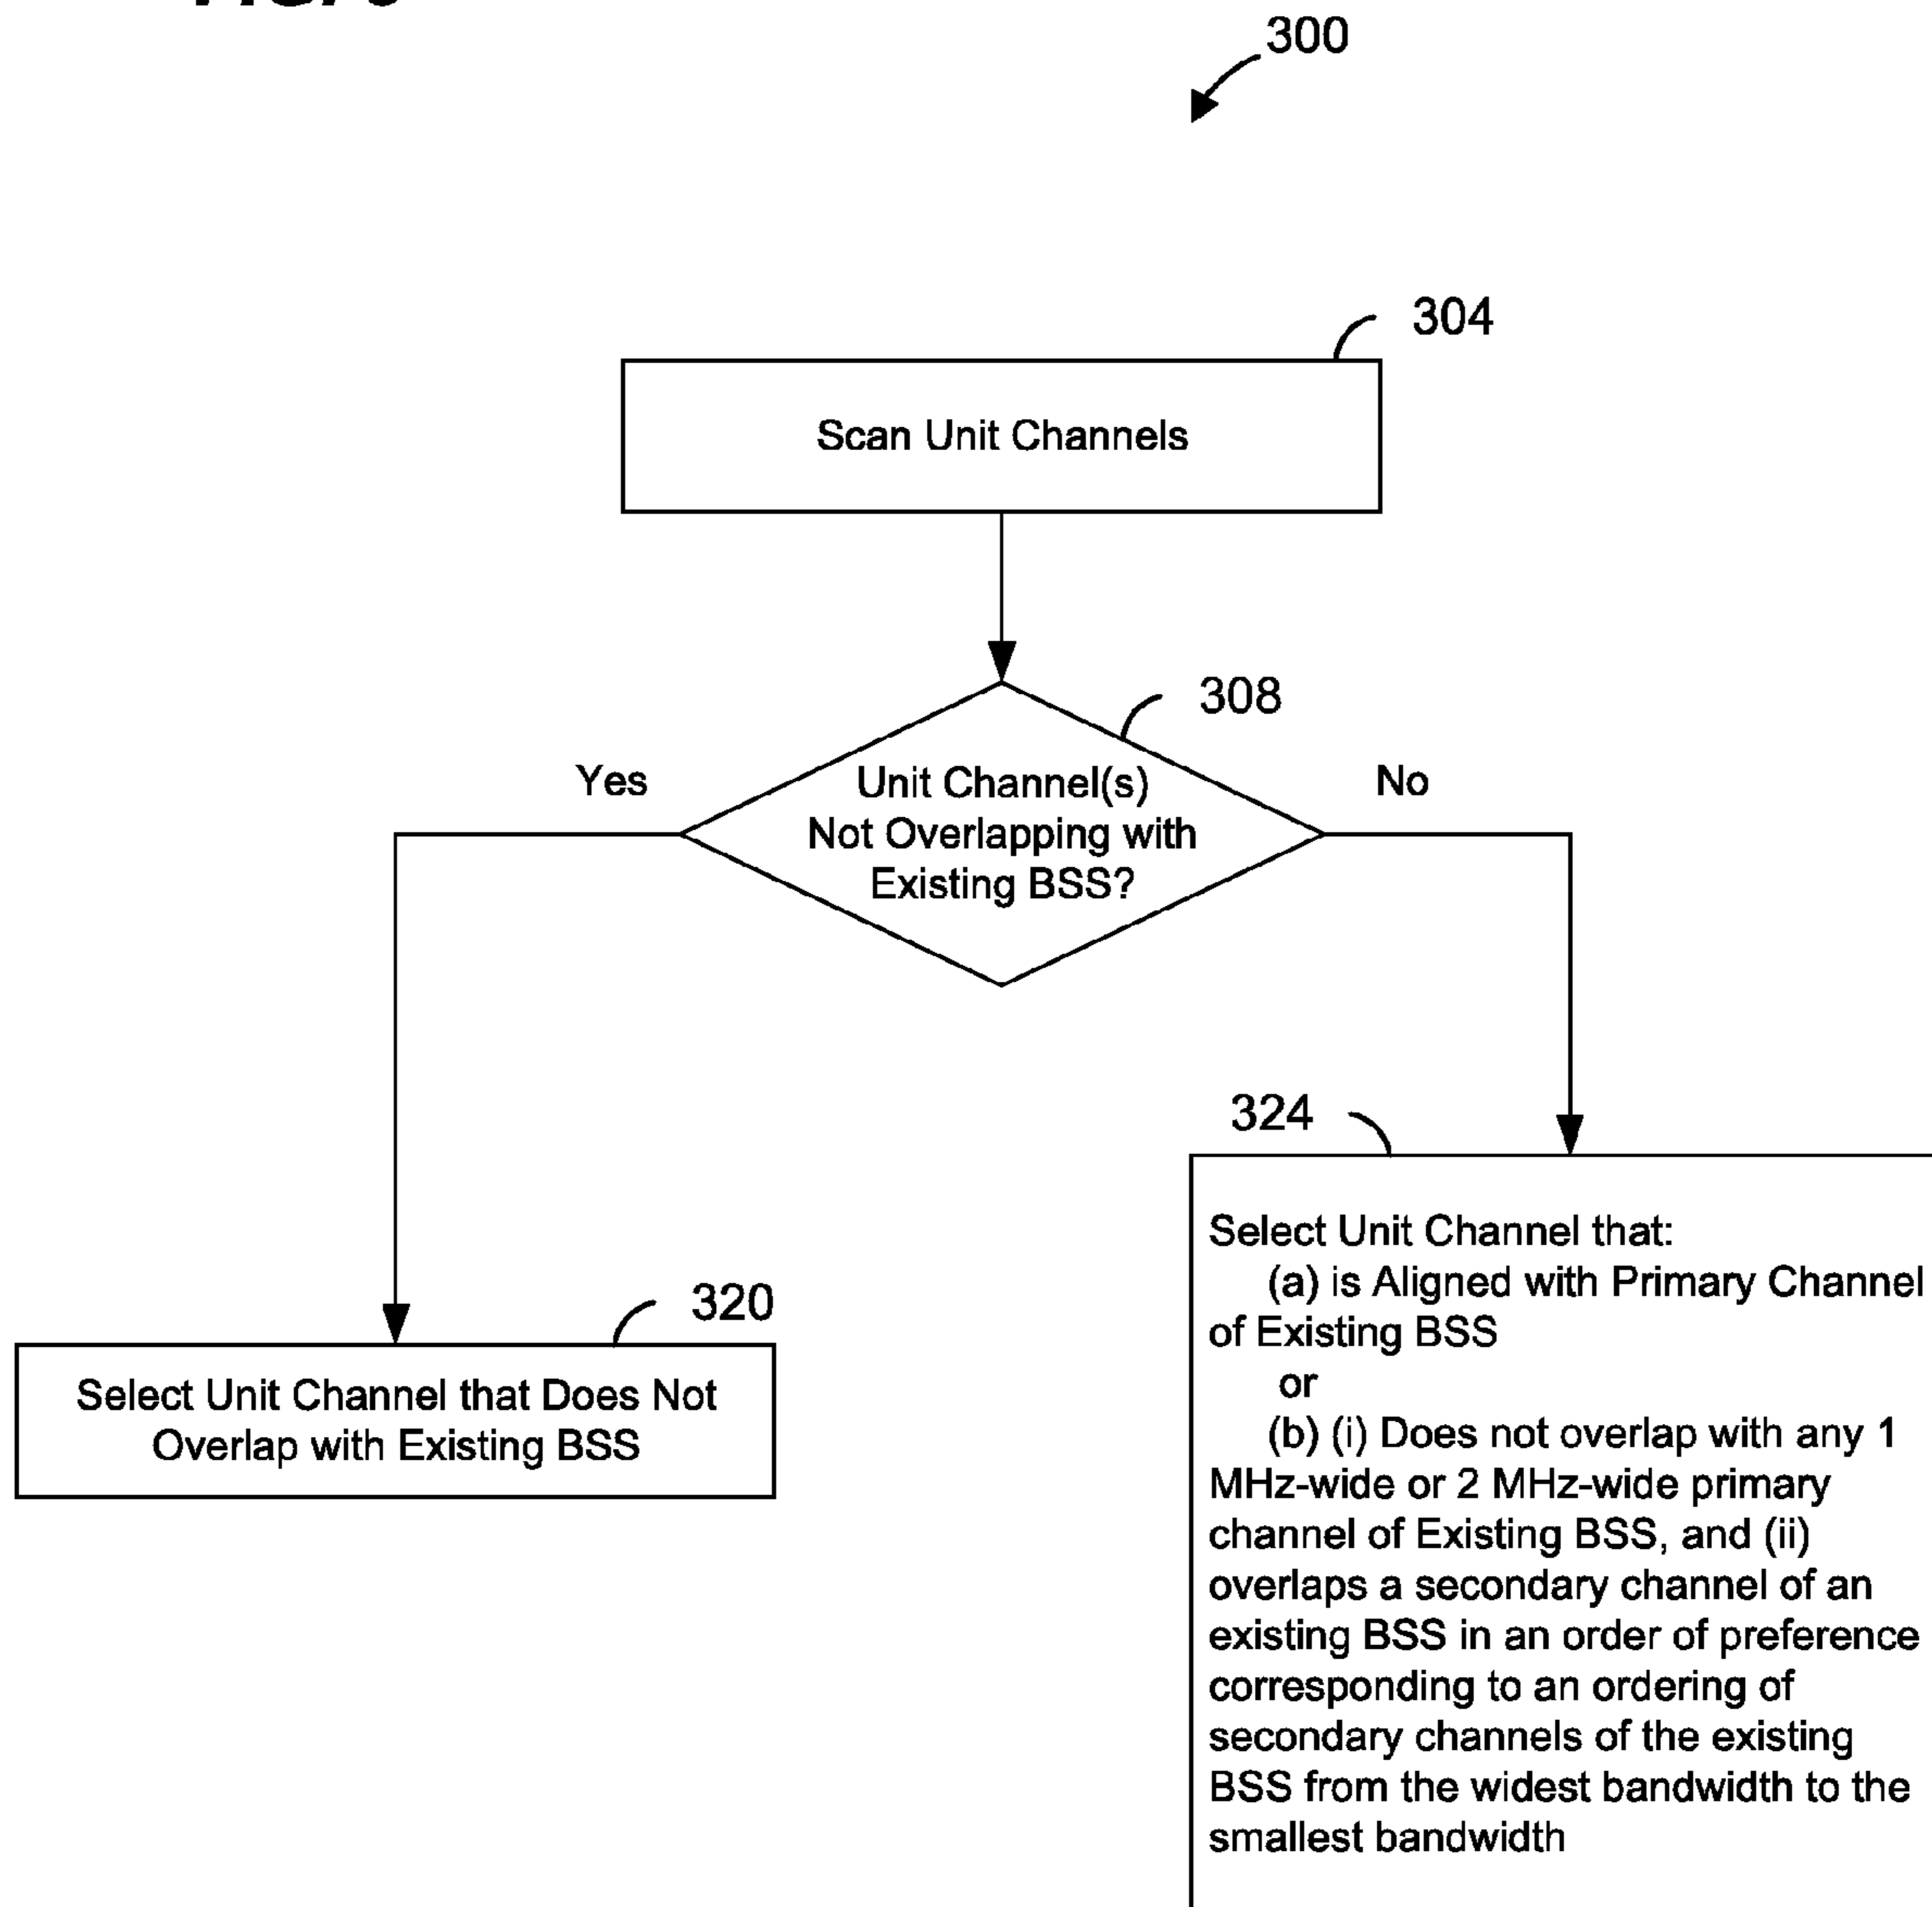 300
304
Scan Unit Channels
308
Yes
Unit Channel(s)
No
Not Overlapping with
Existing BSS?
324
320
Select Unit Channel that Does Not
Overlap with Existing BSS
Select Unit Channel that:
(a) is Aligned with Primary Channel
of Existing BSS
or
(b) (i) Does not overlap with any 1
MHz-wide or 2 MHz-wide primary
channel of Existing BSS, and (ii)
overlaps a secondary channel of an
existing BSS in an order of preference
corresponding to an ordering of
secondary channels of the existing
BSS from the widest bandwidth to the
smallest bandwidth